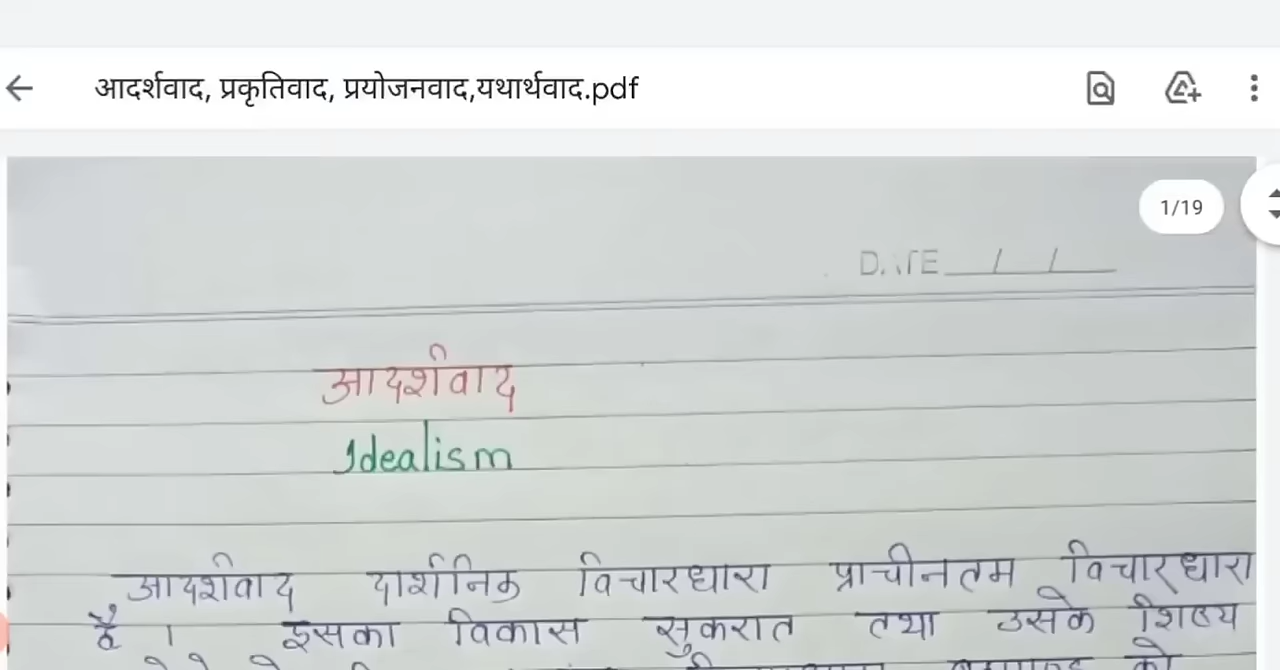 आदर्शवाद, प्रकृतिवाद, प्रयोजनवाद,यथार्थवाद.pdf
1/19
DATE / /
आदर्शवाद
Idealism
आदर्शवाद दार्शनिक विचारधारा प्राचीनतम विचारधारा
है । इसका विकास सुकरात तथा उसके शिष्य